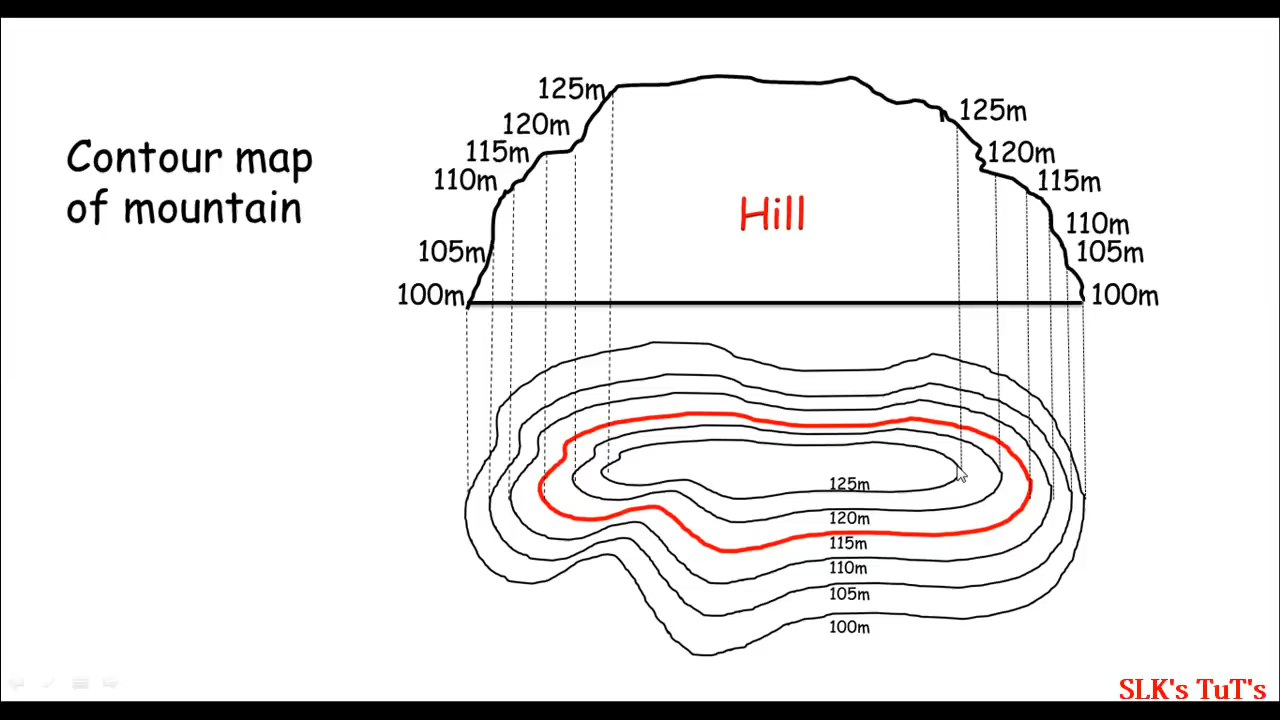 Contour map
of mountain
125m
120m
115m
110m
105m
100m
125m
120m
115m
110m
105m
100m
Hill
125m
120m
115m
110m
105m
100m
SLK's TuT's